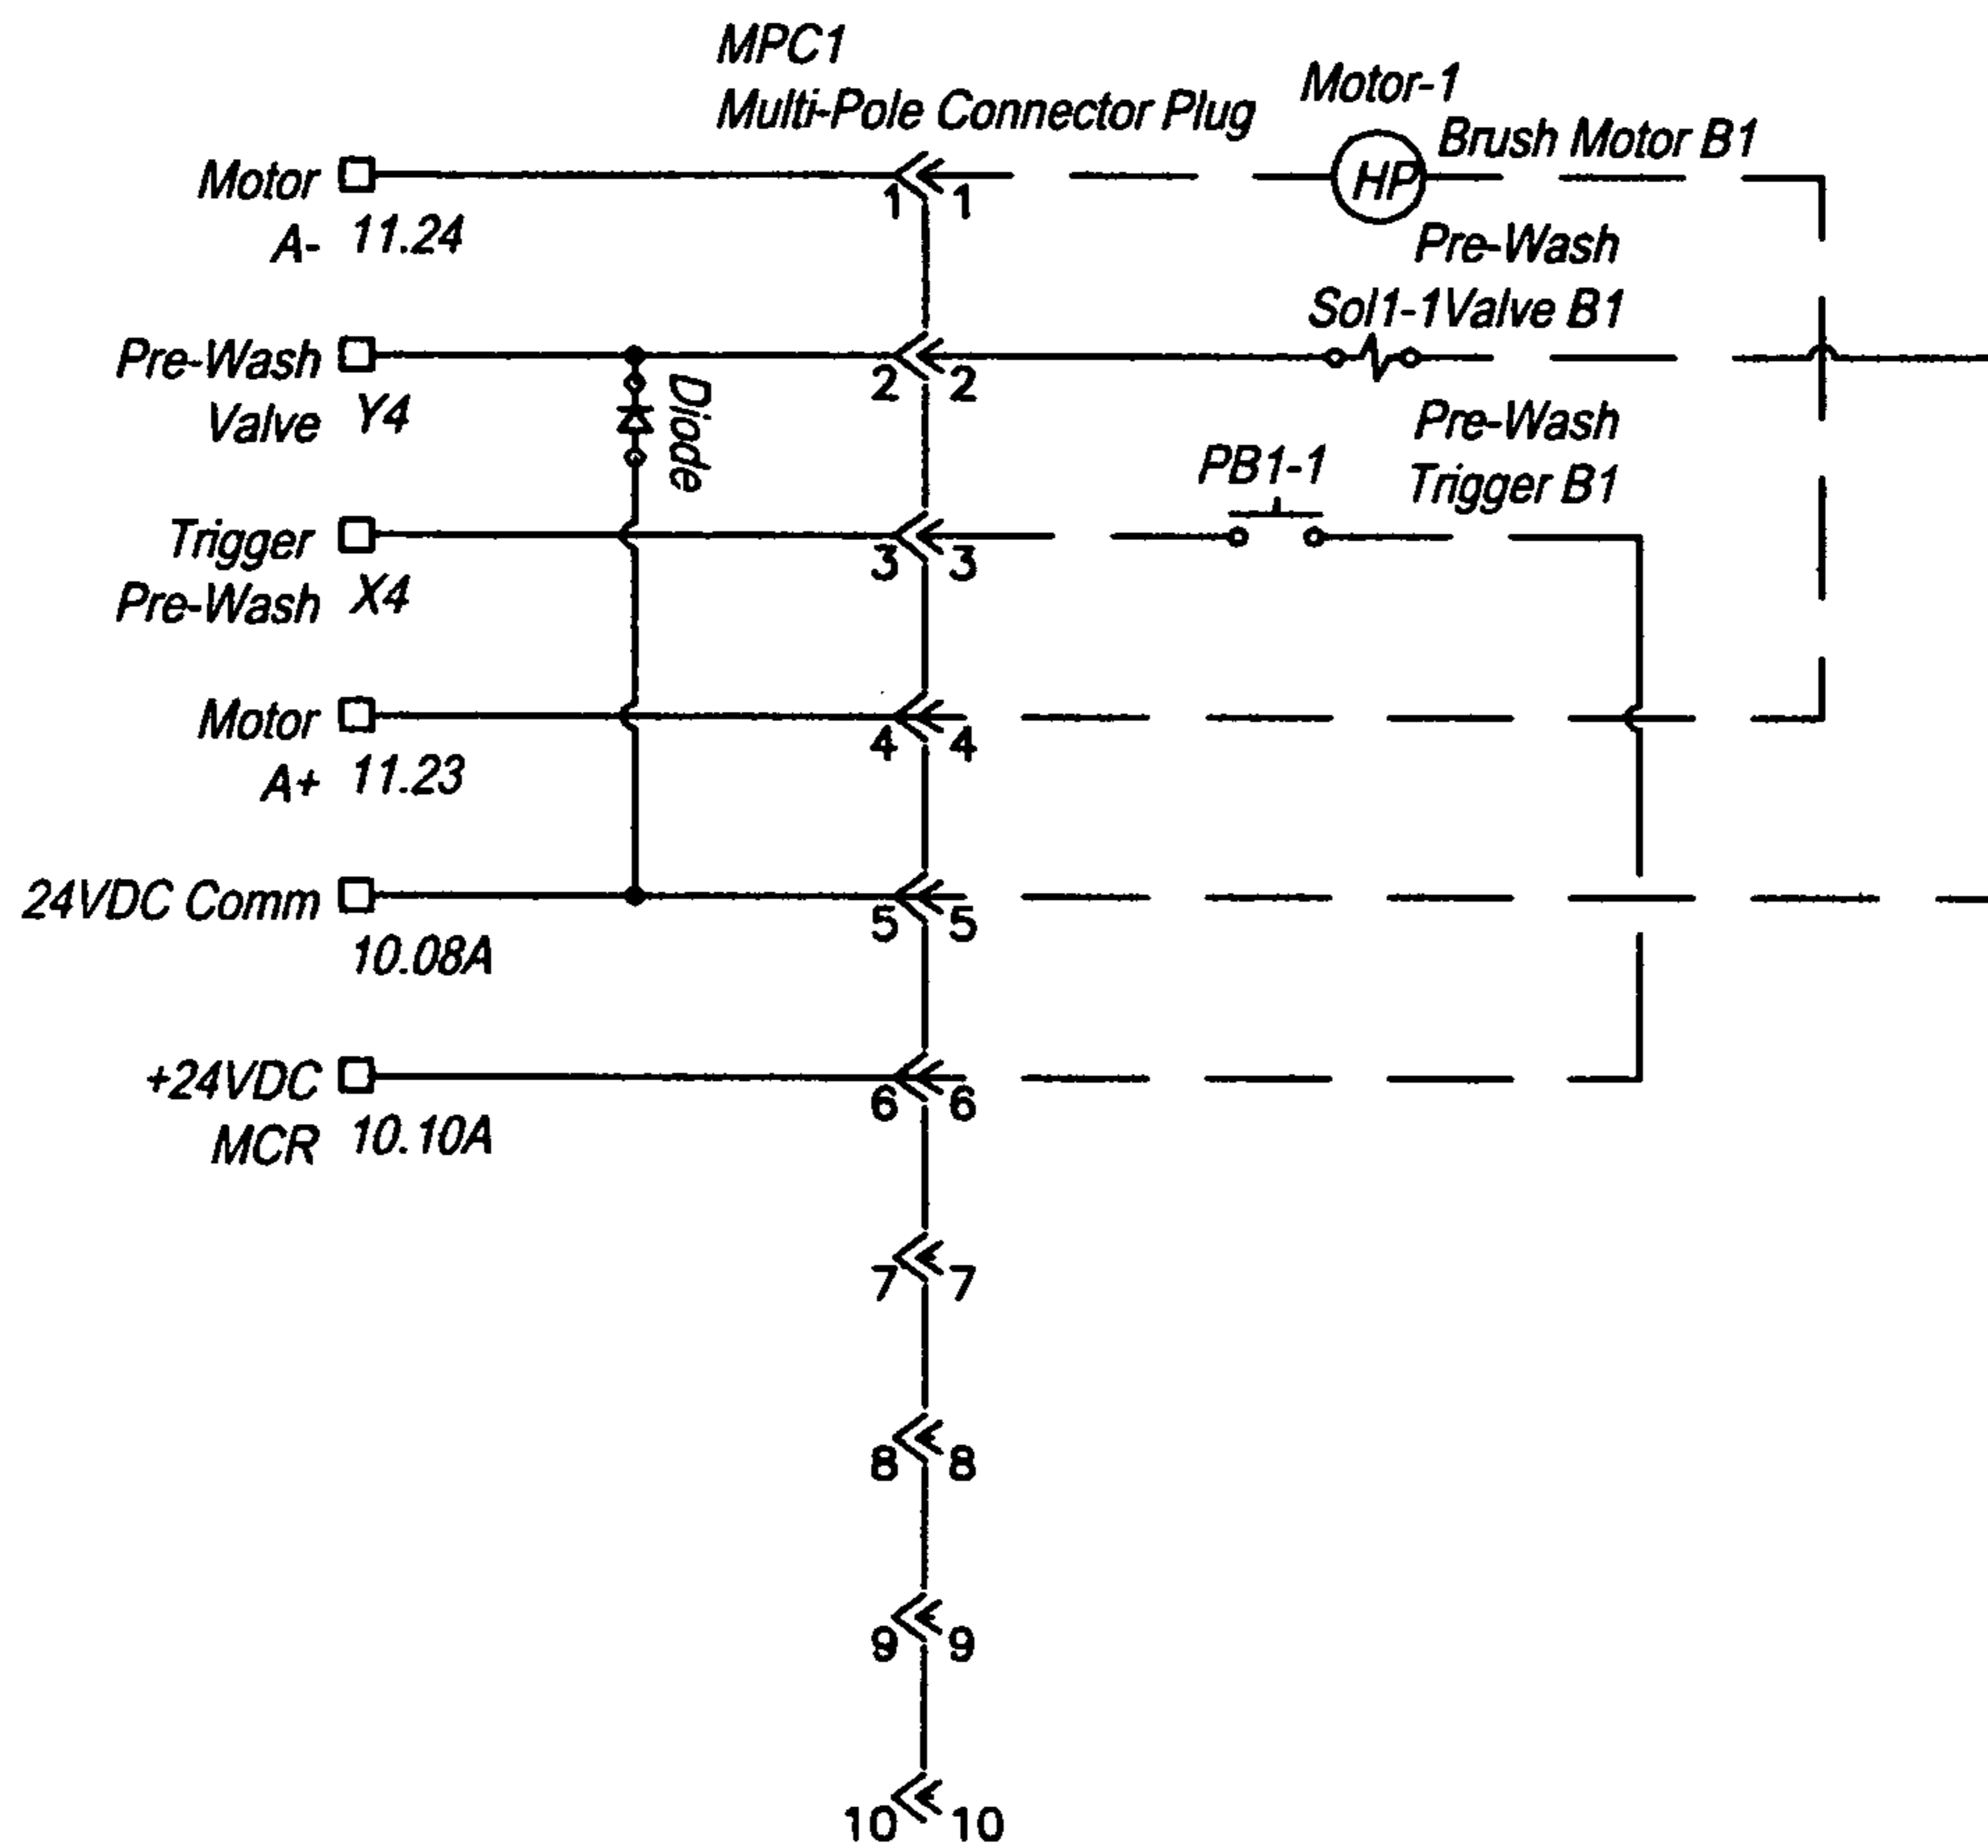 MPC1
Multi-Pole Connector Plug
Motor-1
Brush Motor B1
HP
Motor
A-
11.24
1 1
Pre-Wash
Sol1-1Valve B1
Pre-Wash
Valve
Y4
Diode
2 2
Pre-Wash
Trigger B1
PB1-1
Trigger
Pre-Wash
X4
3 3
Motor
A+
11.23
4 4
24VDC Comm
10.08A
5 5
+24VDC
MCR
10.10A
6 6
7 7
8 8
9 9
10 10